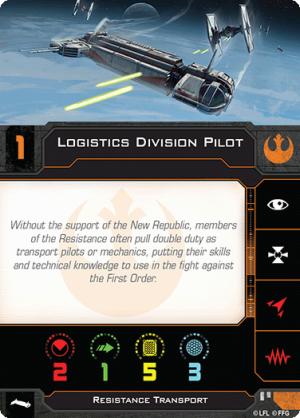 1 LOGISTICS DIVISION PILOT
Without the support of the New Republic, members
of the Resistance often pull double duty as
transport pilots or mechanics, putting their skills
and technical knowledge to use in the fight against
the First Order.
2 1 5 3
RESISTANCE TRANSPORT
©LFL ©FFG